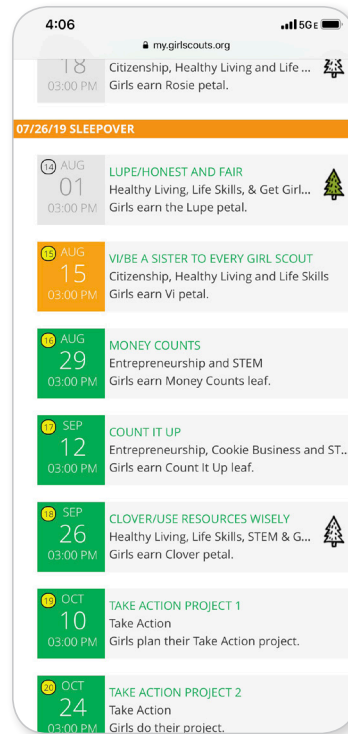 4:06
5G E
my.girlscouts.org
18
03:00 PM
Citizenship, Healthy Living and Life ...
Girls earn Rosie petal.
07/26/19 SLEEPOVER
14
AUG
01
03:00 PM
LUPE/HONEST AND FAIR
Healthy Living, Life Skills, & Get Girl...
Girls earn the Lupe petal.
15
AUG
15
03:00 PM
VI/BE A SISTER TO EVERY GIRL SCOUT
Citizenship, Healthy Living and Life Skills
Girls earn Vi petal.
16
AUG
29
03:00 PM
MONEY COUNTS
Entrepreneurship and STEM
Girls earn Money Counts leaf.
17
SEP
12
03:00 PM
COUNT IT UP
Entrepreneurship, Cookie Business and ST...
Girls earn Count It Up leaf.
18
SEP
26
03:00 PM
CLOVER/USE RESOURCES WISELY
Healthy Living, Life Skills, STEM & G...
Girls earn Clover petal.
19
OCT
10
03:00 PM
TAKE ACTION PROJECT 1
Take Action
Girls plan their Take Action project.
20
OCT
24
03:00 PM
TAKE ACTION PROJECT 2
Take Action
Girls do their project.